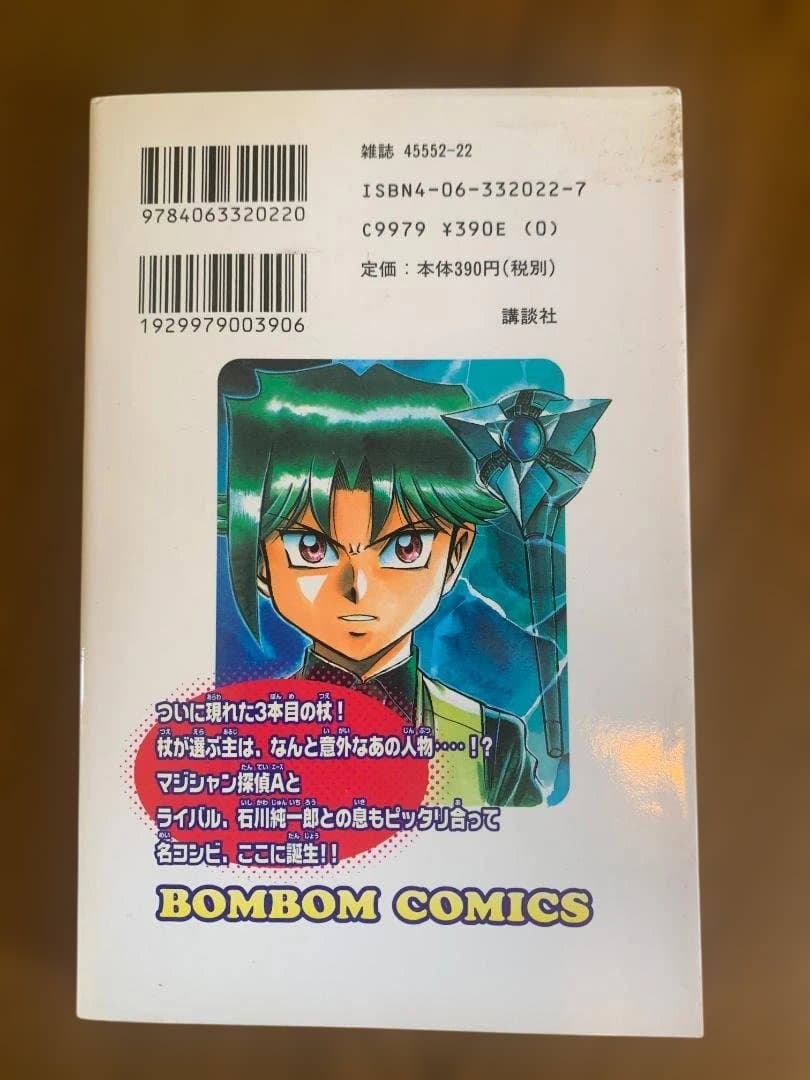 雑誌 45552-22
9784063320220
ISBN4-06-332022-7
C9979 ¥390E (0)
定価：本体390円(税別)
1929979003906
講談社
ついに現れた3本目の杖！
杖が選ぶ主は、なんと意外なあの人物‥‥！？
マジシャン探偵Aと
ライバル、石川純一郎との息もピッタリ合って
名コンビ、ここに誕生！！
BOMBOM COMICS